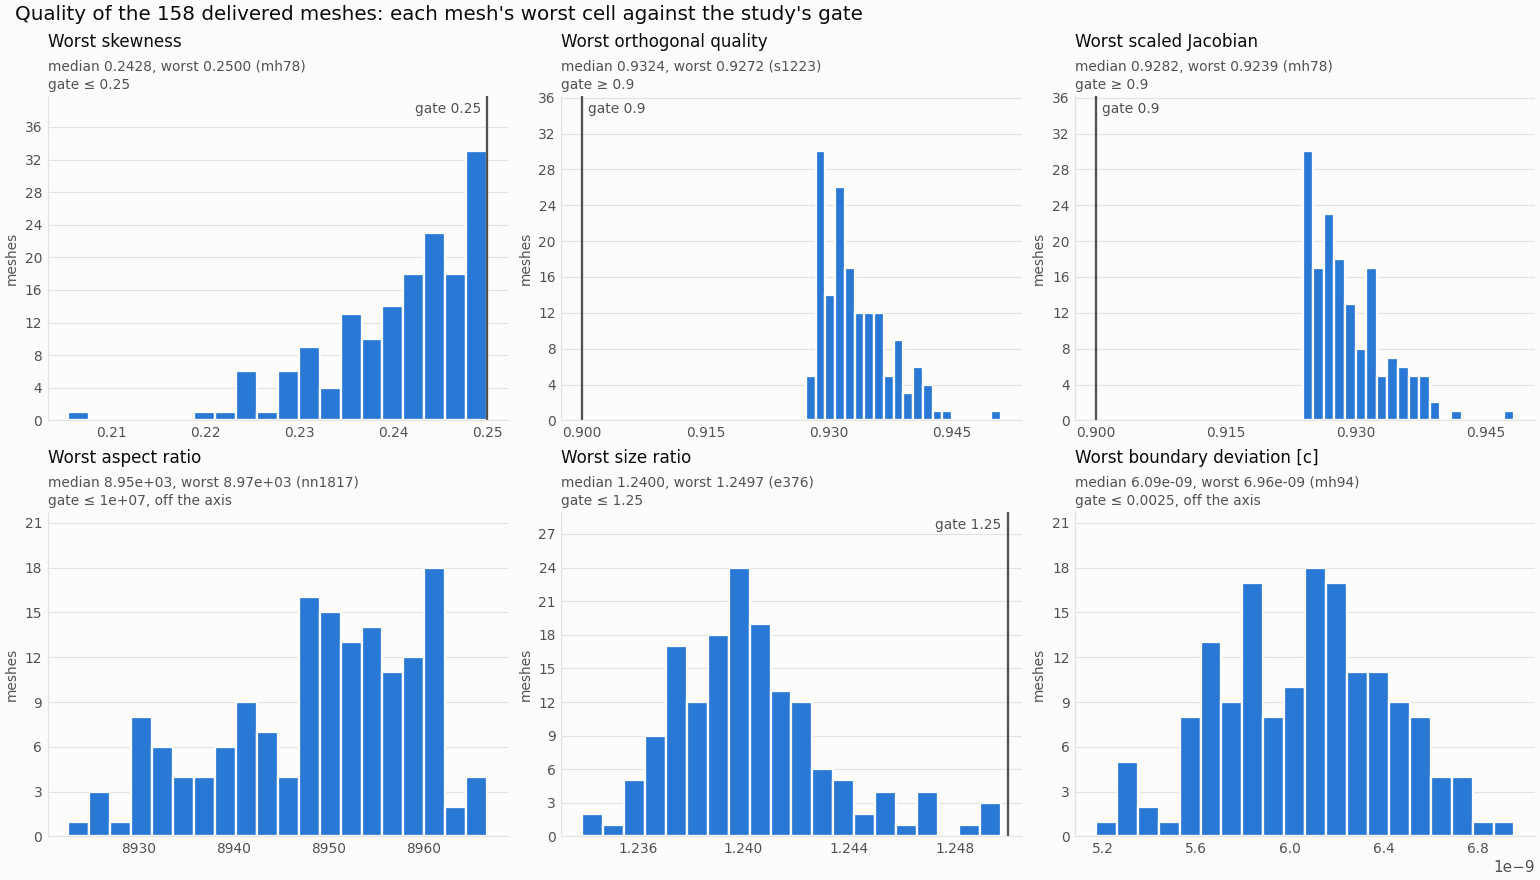 Quality of the 158 delivered meshes: each mesh's worst cell against the study's gate
Worst skewness
median 0.2428, worst 0.2500 (mh78)
gate ≤ 0.25
gate 0.25
36
32
28
24
20
16
12
8
4
0
meshes
0.21
0.22
0.23
0.24
0.25
Worst orthogonal quality
median 0.9324, worst 0.9272 (s1223)
gate ≥ 0.9
gate 0.9
36
32
28
24
20
16
12
8
4
0
meshes
0.900
0.915
0.930
0.945
Worst scaled Jacobian
median 0.9282, worst 0.9239 (mh78)
gate ≥ 0.9
gate 0.9
36
32
28
24
20
16
12
8
4
0
meshes
0.900
0.915
0.930
0.945
Worst aspect ratio
median 8.95e+03, worst 8.97e+03 (nn1817)
gate ≤ 1e+07, off the axis
21
18
15
12
9
6
3
0
meshes
8930
8940
8950
8960
Worst size ratio
median 1.2400, worst 1.2497 (e376)
gate ≤ 1.25
gate 1.25
27
24
21
18
15
12
9
6
3
0
meshes
1.236
1.240
1.244
1.248
Worst boundary deviation [c]
median 6.09e-09, worst 6.96e-09 (mh94)
gate ≤ 0.0025, off the axis
21
18
15
12
9
6
3
0
meshes
5.2
5.6
6.0
6.4
6.8
1e−9